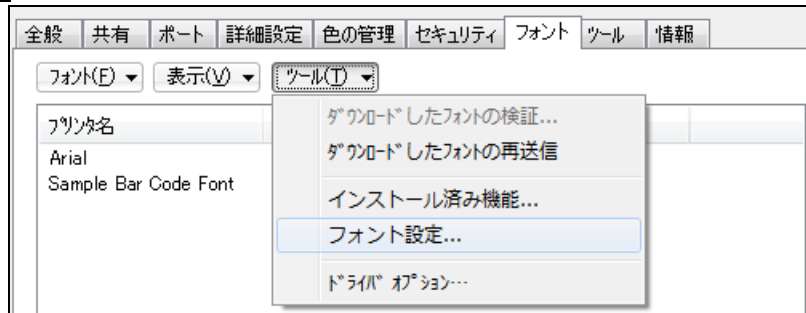 全般 共有 ポート 詳細設定 色の管理 セキュリティ フォント ツール 情報
フォント(F) 表示(V) ツール(T)
プリンタ名
ダウンロードしたフォントの検証...
Arial
ダウンロードしたフォントの再送信
Sample Bar Code Font
インストール済み機能...
フォント設定...
ドライバ オプション...